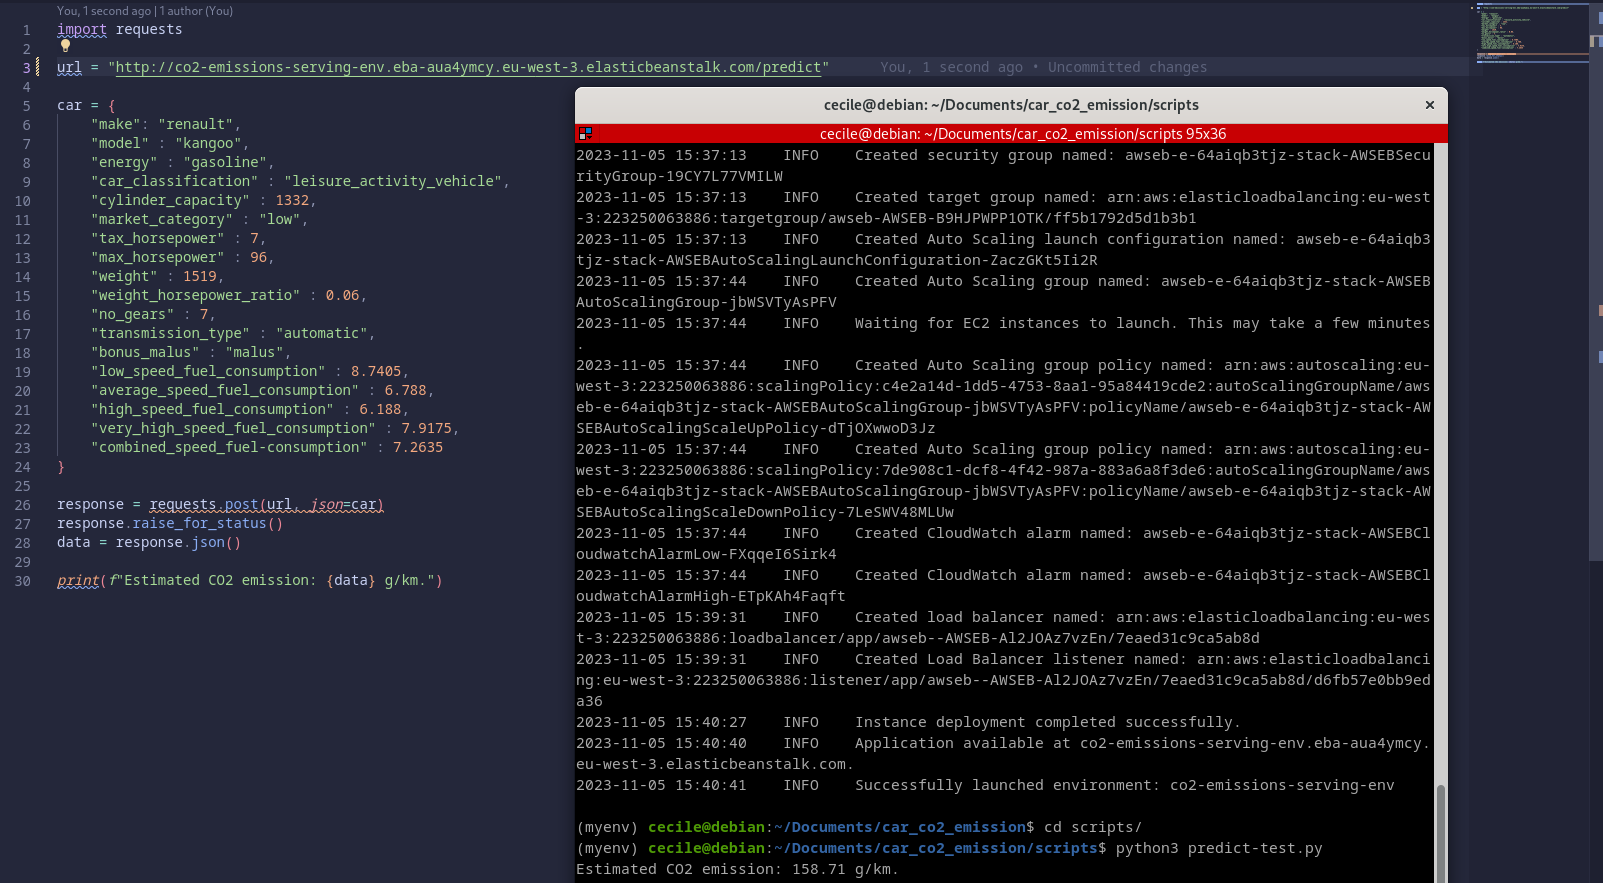 You, 1 second ago | 1 author (You)
1 import requests
2
3 url = "http://co2-emissions-serving-env.eba-aua4ymcy.eu-west-3.elasticbeanstalk.com/predict" You, 1 second ago • Uncommitted changes
4
5 car = {
6 "make": "renault",
7 "model" : "kangoo",
8 "energy" : "gasoline",
9 "car_classification" : "leisure_activity_vehicle",
10 "cylinder_capacity" : 1332,
11 "market_category" : "low",
12 "tax_horsepower" : 7,
13 "max_horsepower" : 96,
14 "weight" : 1519,
15 "weight_horsepower_ratio" : 0.06,
16 "no_gears" : 7,
17 "transmission_type" : "automatic",
18 "bonus_malus" : "malus",
19 "low_speed_fuel_consumption" : 8.7405,
20 "average_speed_fuel_consumption" : 6.788,
21 "high_speed_fuel_consumption" : 6.188,
22 "very_high_speed_fuel_consumption" : 7.9175,
23 "combined_speed_fuel-consumption" : 7.2635
24 }
25
26 response = requests.post(url, json=car)
27 response.raise_for_status()
28 data = response.json()
29
30 print(f"Estimated CO2 emission: {data} g/km.")
cecile@debian: ~/Documents/car_co2_emission/scripts ×
cecile@debian: ~/Documents/car_co2_emission/scripts 95x36
2023-11-05 15:37:13 INFO Created security group named: awseb-e-64aiqb3tjz-stack-AWSEBSecu
rityGroup-19CY7L77VMILW
2023-11-05 15:37:13 INFO Created target group named: arn:aws:elasticloadbalancing:eu-west
-3:223250063886:targetgroup/awseb-AWSEB-B9HJPWPP1OTK/ff5b1792d5d1b3b1
2023-11-05 15:37:13 INFO Created Auto Scaling launch configuration named: awseb-e-64aiqb3
tjz-stack-AWSEBAutoScalingLaunchConfiguration-ZaczGKt5Ii2R
2023-11-05 15:37:44 INFO Created Auto Scaling group named: awseb-e-64aiqb3tjz-stack-AWSEB
AutoScalingGroup-jbWSVTyAsPFV
2023-11-05 15:37:44 INFO Waiting for EC2 instances to launch. This may take a few minutes
.
2023-11-05 15:37:44 INFO Created Auto Scaling group policy named: arn:aws:autoscaling:eu-
west-3:223250063886:scalingPolicy:c4e2a14d-1dd5-4753-8aa1-95a84419cde2:autoScalingGroupName/aws
eb-e-64aiqb3tjz-stack-AWSEBAutoScalingGroup-jbWSVTyAsPFV:policyName/awseb-e-64aiqb3tjz-stack-AW
SEBAutoScalingScaleUpPolicy-dTjOXwwoD3Jz
2023-11-05 15:37:44 INFO Created Auto Scaling group policy named: arn:aws:autoscaling:eu-
west-3:223250063886:scalingPolicy:7de908c1-dcf8-4f42-987a-883a6a8f3de6:autoScalingGroupName/aws
eb-e-64aiqb3tjz-stack-AWSEBAutoScalingGroup-jbWSVTyAsPFV:policyName/awseb-e-64aiqb3tjz-stack-AW
SEBAutoScalingScaleDownPolicy-7LeSWV48MLUw
2023-11-05 15:37:44 INFO Created CloudWatch alarm named: awseb-e-64aiqb3tjz-stack-AWSEBCl
oudwatchAlarmLow-FXqqeI6Sirk4
2023-11-05 15:37:44 INFO Created CloudWatch alarm named: awseb-e-64aiqb3tjz-stack-AWSEBCl
oudwatchAlarmHigh-ETpKAh4Faqft
2023-11-05 15:39:31 INFO Created load balancer named: arn:aws:elasticloadbalancing:eu-wes
t-3:223250063886:loadbalancer/app/awseb--AWSEB-Al2JOAz7vzEn/7eaed31c9ca5ab8d
2023-11-05 15:39:31 INFO Created Load Balancer listener named: arn:aws:elasticloadbalanci
ng:eu-west-3:223250063886:listener/app/awseb--AWSEB-Al2JOAz7vzEn/7eaed31c9ca5ab8d/d6fb57e0bb9ed
a36
2023-11-05 15:40:27 INFO Instance deployment completed successfully.
2023-11-05 15:40:40 INFO Application available at co2-emissions-serving-env.eba-aua4ymcy.
eu-west-3.elasticbeanstalk.com.
2023-11-05 15:40:41 INFO Successfully launched environment: co2-emissions-serving-env
(myenv) cecile@debian:~/Documents/car_co2_emission$ cd scripts/
(myenv) cecile@debian:~/Documents/car_co2_emission/scripts$ python3 predict-test.py
Estimated CO2 emission: 158.71 g/km.